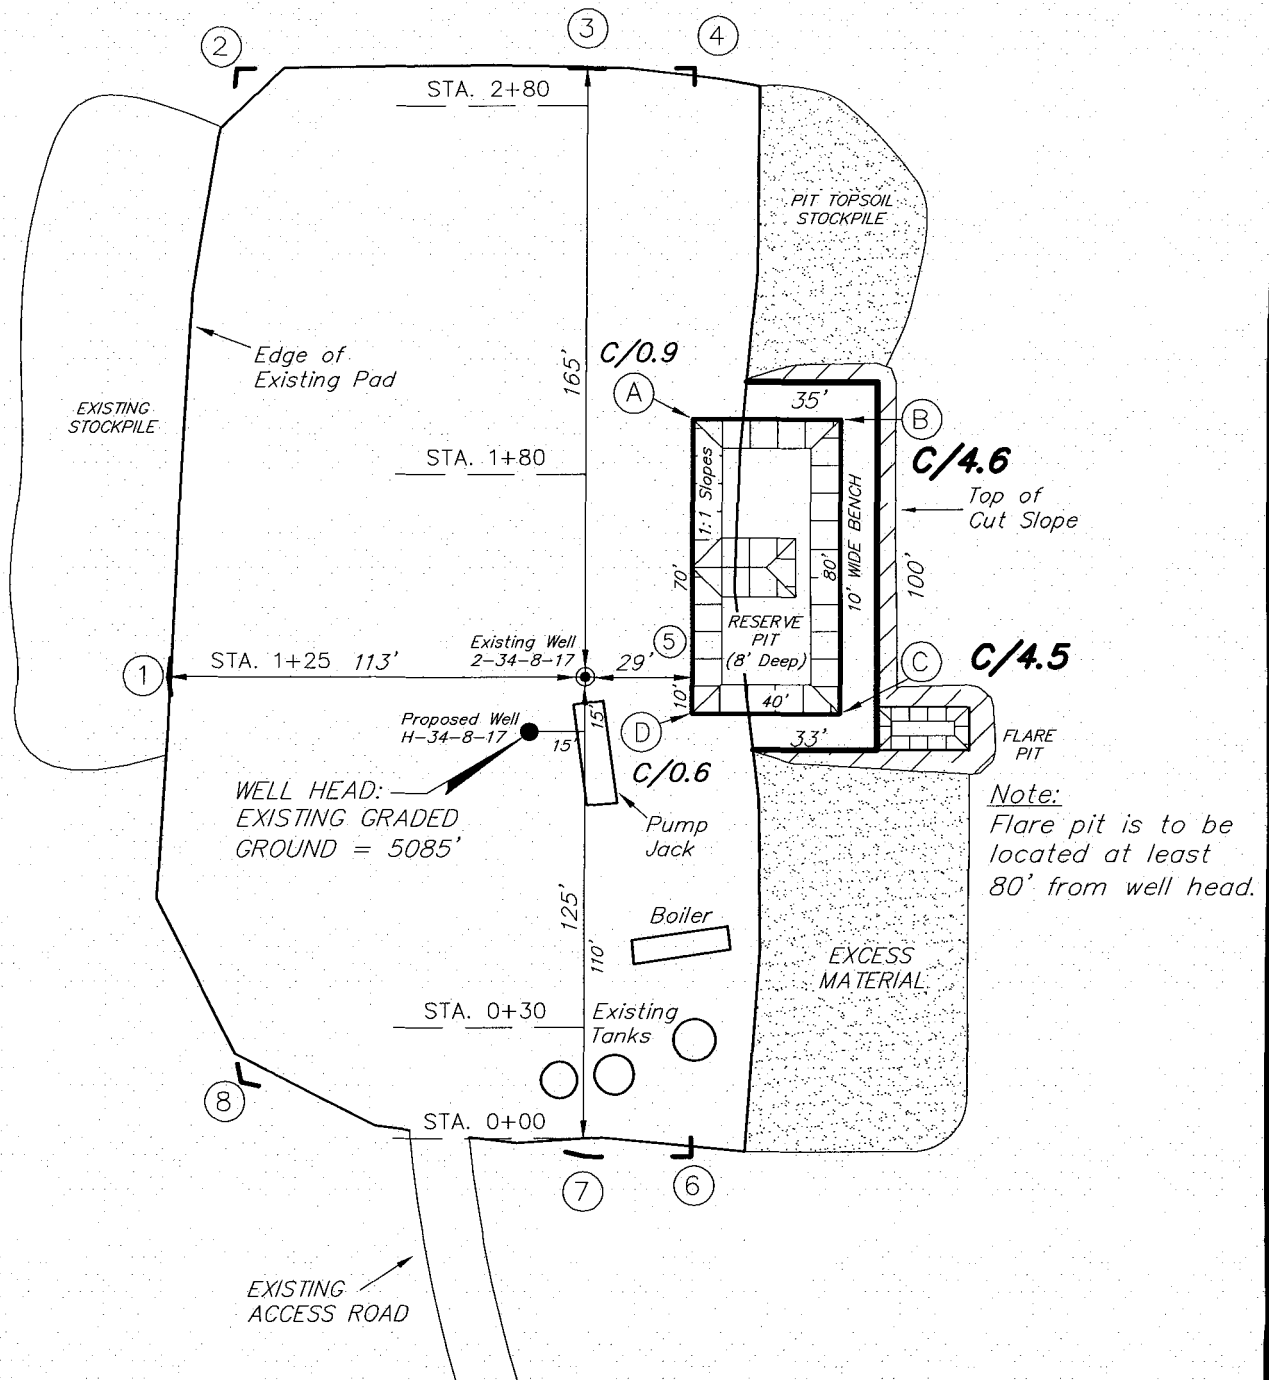 2
3
4
STA. 2+80
PIT TOPSOIL
STOCKPILE
Edge of
Existing Pad
165'
C/0.9
A
35'
B
EXISTING
STOCKPILE
STA. 1+80
1:1 Slopes
C/4.6
Top of
Cut Slope
10' WIDE BENCH
70'
80'
100'
RESERVE
PIT
(8' Deep)
Existing Well
2-34-8-17
5
1
STA. 1+25 113'
29'
C
C/4.5
10'
40'
Proposed Well
H-34-8-17
15'
15'
D
33'
FLARE
PIT
C/0.6
WELL HEAD:
EXISTING GRADED
GROUND = 5085'
Pump
Jack
Note:
Flare pit is to be
located at least
80' from well head.
125'
110'
Boiler
EXCESS
MATERIAL
STA. 0+30
Existing
Tanks
8
STA. 0+00
7
6
EXISTING
ACCESS ROAD